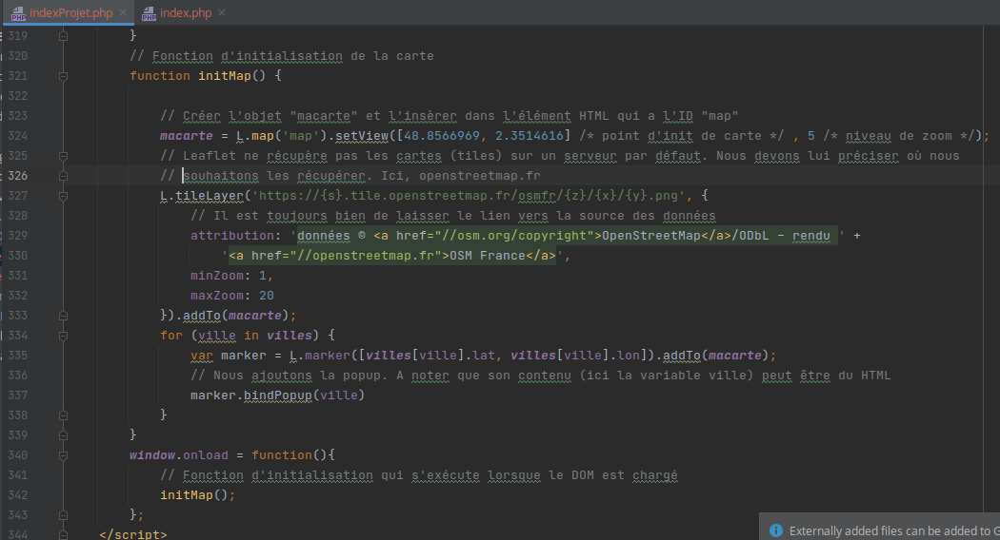 indexProjet.php index.php
319 }
320 // Fonction d'initialisation de la carte
321 function initMap() {
322
323 // Créer l'objet "macarte" et l'insèrer dans l'élément HTML qui a l'ID "map"
324 macarte = L.map('map').setView([48.8566969, 2.3514616] /* point d'init de carte */ , 5 /* niveau de zoom */);
325 // Leaflet ne récupère pas les cartes (tiles) sur un serveur par défaut. Nous devons lui préciser où nous
326 // souhaitons les récupérer. Ici, openstreetmap.fr
327 L.tileLayer('https://{s}.tile.openstreetmap.fr/osmfr/{z}/{x}/{y}.png', {
328 // Il est toujours bien de laisser le lien vers la source des données
329 attribution: 'données © <a href="//osm.org/copyright">OpenStreetMap</a>/ODbL - rendu ' +
330 '<a href="//openstreetmap.fr">OSM France</a>',
331 minZoom: 1,
332 maxZoom: 20
333 }).addTo(macarte);
334 for (ville in villes) {
335 var marker = L.marker([villes[ville].lat, villes[ville].lon]).addTo(macarte);
336 // Nous ajoutons la popup. A noter que son contenu (ici la variable ville) peut être du HTML
337 marker.bindPopup(ville)
338 }
339 }
340 window.onload = function(){
341 // Fonction d'initialisation qui s'exécute lorsque le DOM est chargé
342 initMap();
343 };
344 </script>
Externally added files can be added to G